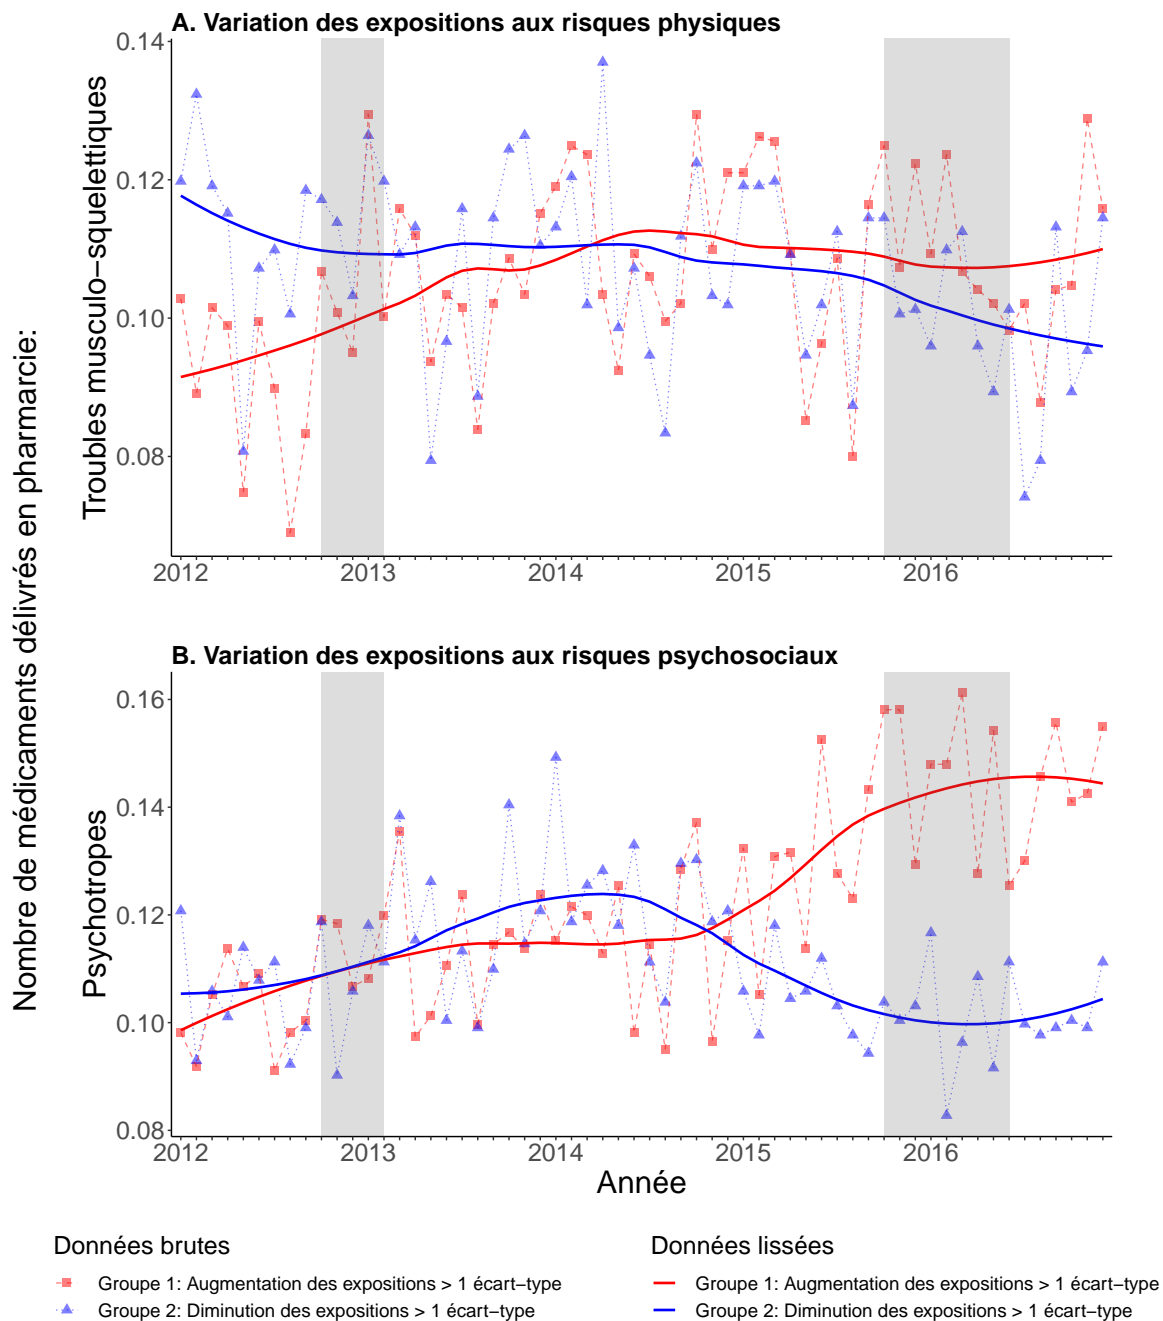 Nombre de médicaments délivrés en pharmarcie:
A. Variation des expositions aux risques physiques
Troubles musculo-squelettiques
0.14
0.12
0.10
0.08
2012 2013 2014 2015 2016
B. Variation des expositions aux risques psychosociaux
Psychotropes
0.16
0.14
0.12
0.10
0.08
2012 2013 2014 2015 2016
Année
Données brutes
Groupe 1: Augmentation des expositions > 1 écart-type
Groupe 2: Diminution des expositions > 1 écart-type
Données lissées
Groupe 1: Augmentation des expositions > 1 écart-type
Groupe 2: Diminution des expositions > 1 écart-type